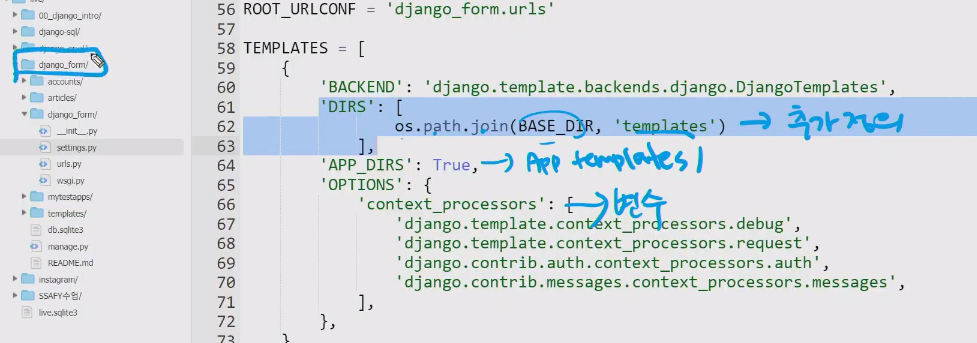 live/
00_django_intro/
django-sql/
django_crud/
django_form/
accounts/
articles/
django_form/
__init__.py
settings.py
urls.py
wsgi.py
mytestapps/
templates/
db.sqlite3
manage.py
README.md
instagram/
SSAFY수업/
live.sqlite3
56 ROOT_URLCONF = 'django_form.urls'
57
58 TEMPLATES = [
59 {
60 'BACKEND': 'django.template.backends.django.DjangoTemplates',
61 'DIRS': [
62 os.path.join(BASE_DIR, 'templates') → 추가 정의
63 ],
64 'APP_DIRS': True, → App templates/
65 'OPTIONS': {
66 'context_processors': [ → 변수
67 'django.template.context_processors.debug',
68 'django.template.context_processors.request',
69 'django.contrib.auth.context_processors.auth',
70 'django.contrib.messages.context_processors.messages',
71 ],
72 },
73 }